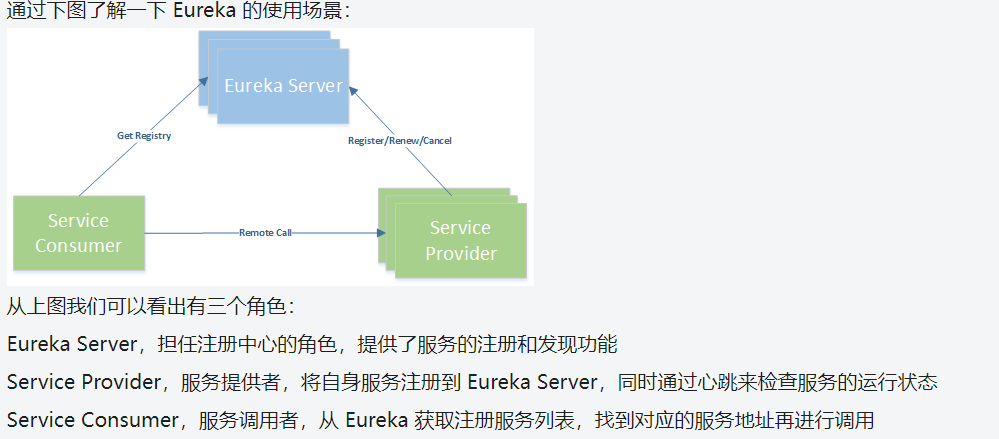 通过下图了解一下 Eureka 的使用场景：
Eureka Server
Get Registry
Register/Renew/Cancel
Service
Consumer
Remote Call
Service
Provider
从上图我们可以看出有三个角色：
Eureka Server，担任注册中心的角色，提供了服务的注册和发现功能
Service Provider，服务提供者，将自身服务注册到 Eureka Server，同时通过心跳来检查服务的运行状态
Service Consumer，服务调用者，从 Eureka 获取注册服务列表，找到对应的服务地址再进行调用